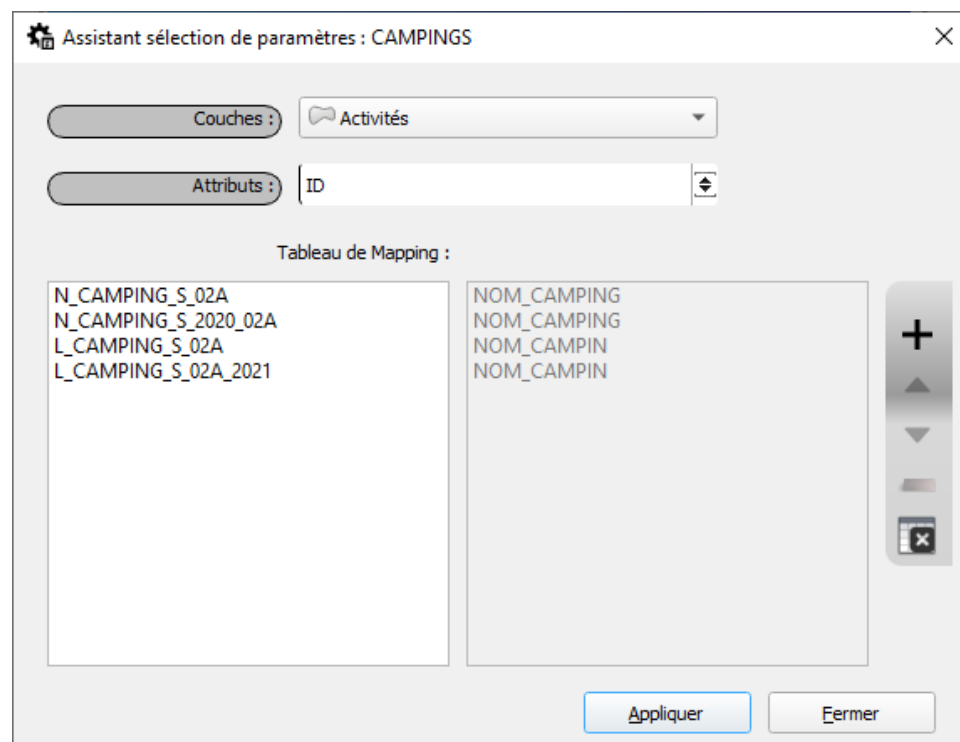 Assistant sélection de paramètres : CAMPINGS
Couches :
Activités
Attributs :
ID
Tableau de Mapping :
N_CAMPING_S_02A
N_CAMPING_S_2020_02A
L_CAMPING_S_02A
L_CAMPING_S_02A_2021
NOM_CAMPING
NOM_CAMPING
NOM_CAMPIN
NOM_CAMPIN
Appliquer
Fermer